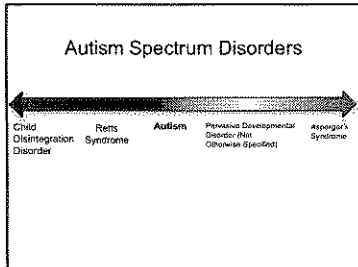 Autism Spectrum Disorders
Child
Disintegration
Disorder
Retts
Syndrome
Autism
Pervasive Developmental
Disorder (Not
Otherwise Specified)
Asperger's
Syndrome